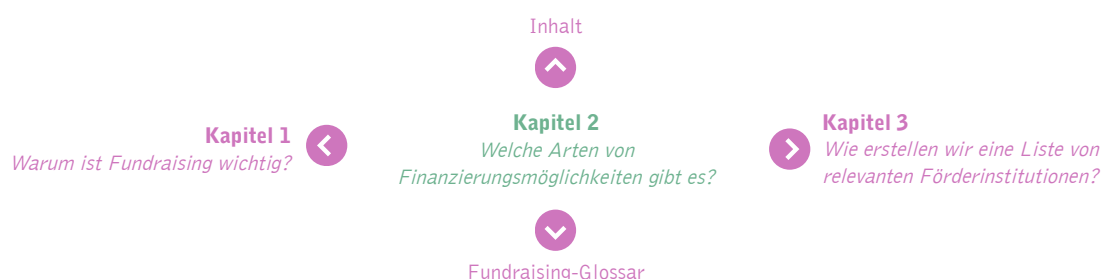 Inhalt
Kapitel 1
Warum ist Fundraising wichtig?
Kapitel 2
Welche Arten von
Finanzierungsmöglichkeiten gibt es?
Kapitel 3
Wie erstellen wir eine Liste von
relevanten Förderinstitutionen?
Fundraising-Glossar